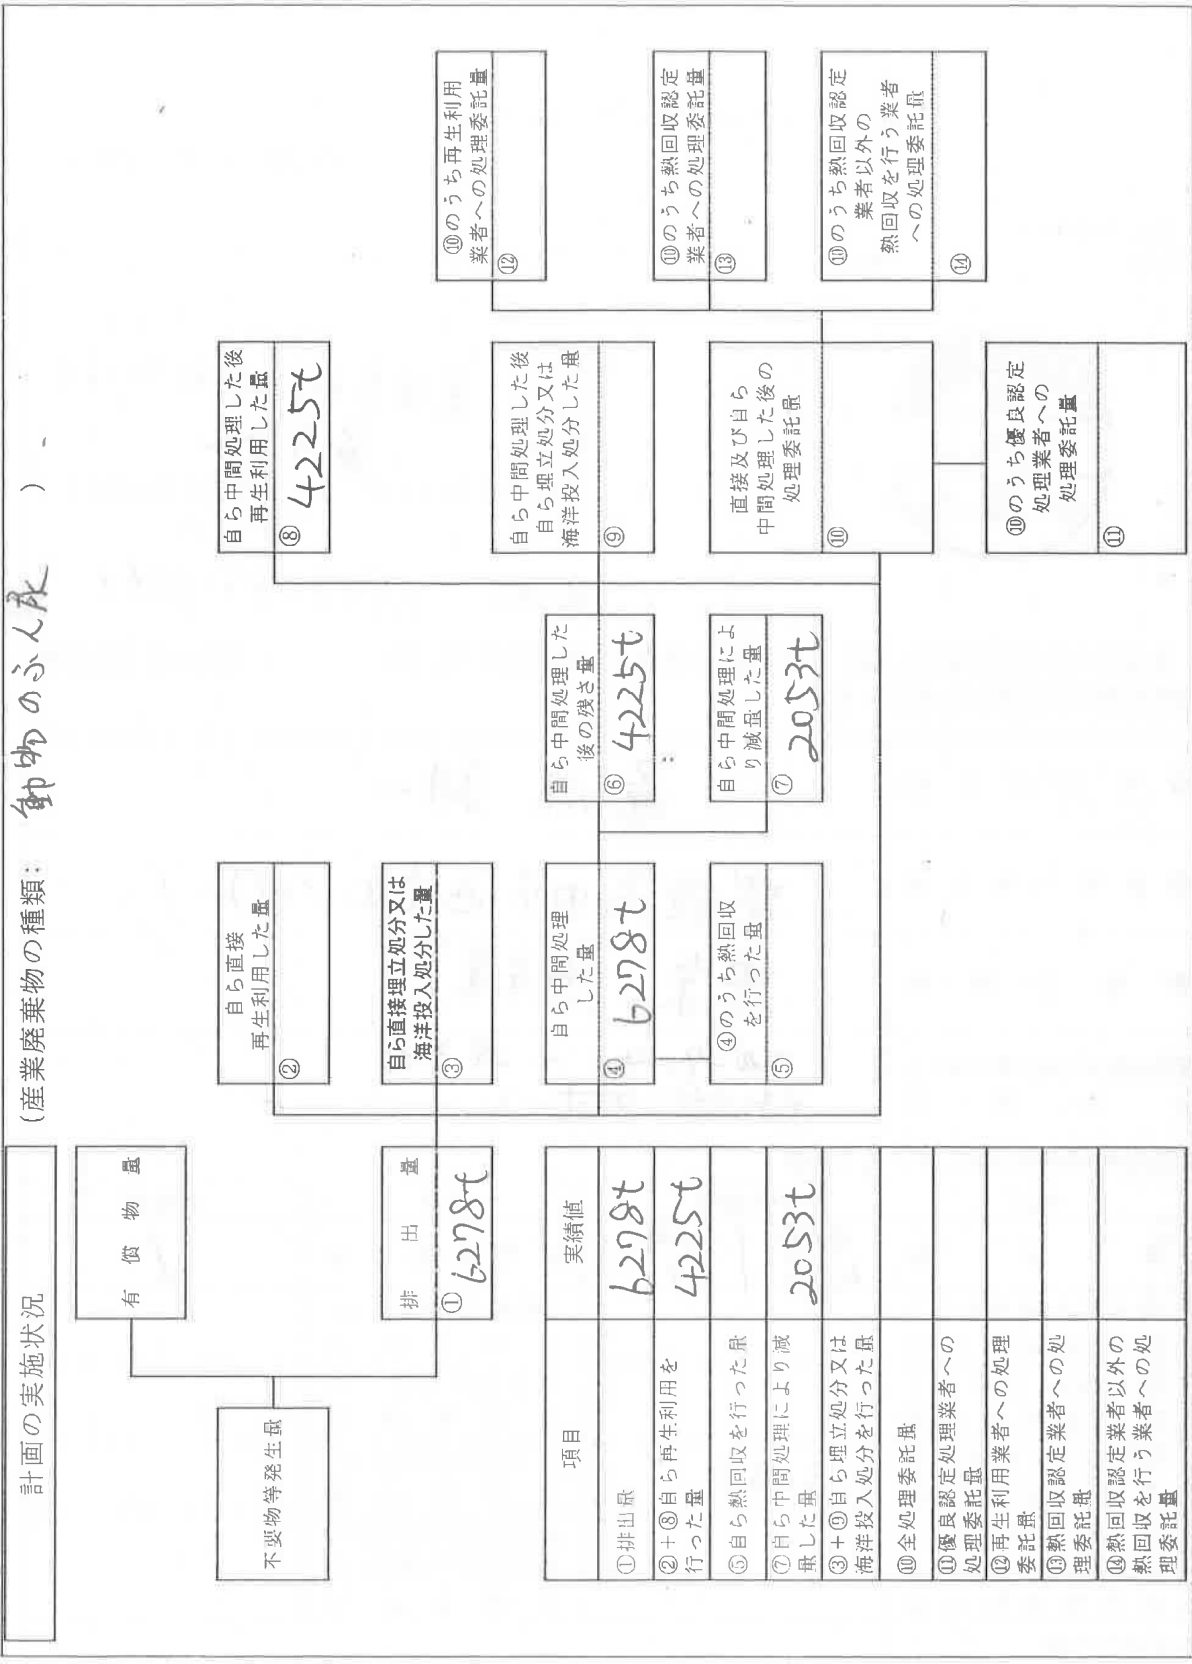 計画の実施状況
(産業廃棄物の種類: 動物のふん尿 )
有償物量
不要物等発生量
排出量
① 6278t
自ら直接
再生利用した量
②
自ら直接埋立処分又は
海洋投入処分した量
③
自ら中間処理
した量
④ 6278t
④のうち熱回収
を行った量
⑤
自ら中間処理した
後の残さ量
⑥ 4225t
自ら中間処理によ
り減量した量
⑦ 2053t
自ら中間処理した後
再生利用した量
⑧ 4225t
自ら中間処理した後
自ら埋立処分又は
海洋投入処分した量
⑨
直接及び自ら
中間処理した後の
処理委託量
⑩
⑩のうち優良認定
処理業者への
処理委託量
⑪
⑩のうち再生利用
業者への処理委託量
⑫
⑩のうち熱回収認定
業者への処理委託量
⑬
⑩のうち熱回収認定
業者以外の
熱回収を行う業者
への処理委託量
⑭
項目 実績値
①排出量 6278t
②+⑧自ら再生利用を
行った量 4225t
⑤自ら熱回収を行った量
⑦自ら中間処理により減
量した量 2053t
③+⑨自ら埋立処分又は
海洋投入処分を行った量
⑩全処理委託量
⑪優良認定処理業者への
処理委託量
⑫再生利用業者への処理
委託量
⑬熱回収認定業者への処
理委託量
⑭熱回収認定業者以外の
熱回収を行う業者への処
理委託量